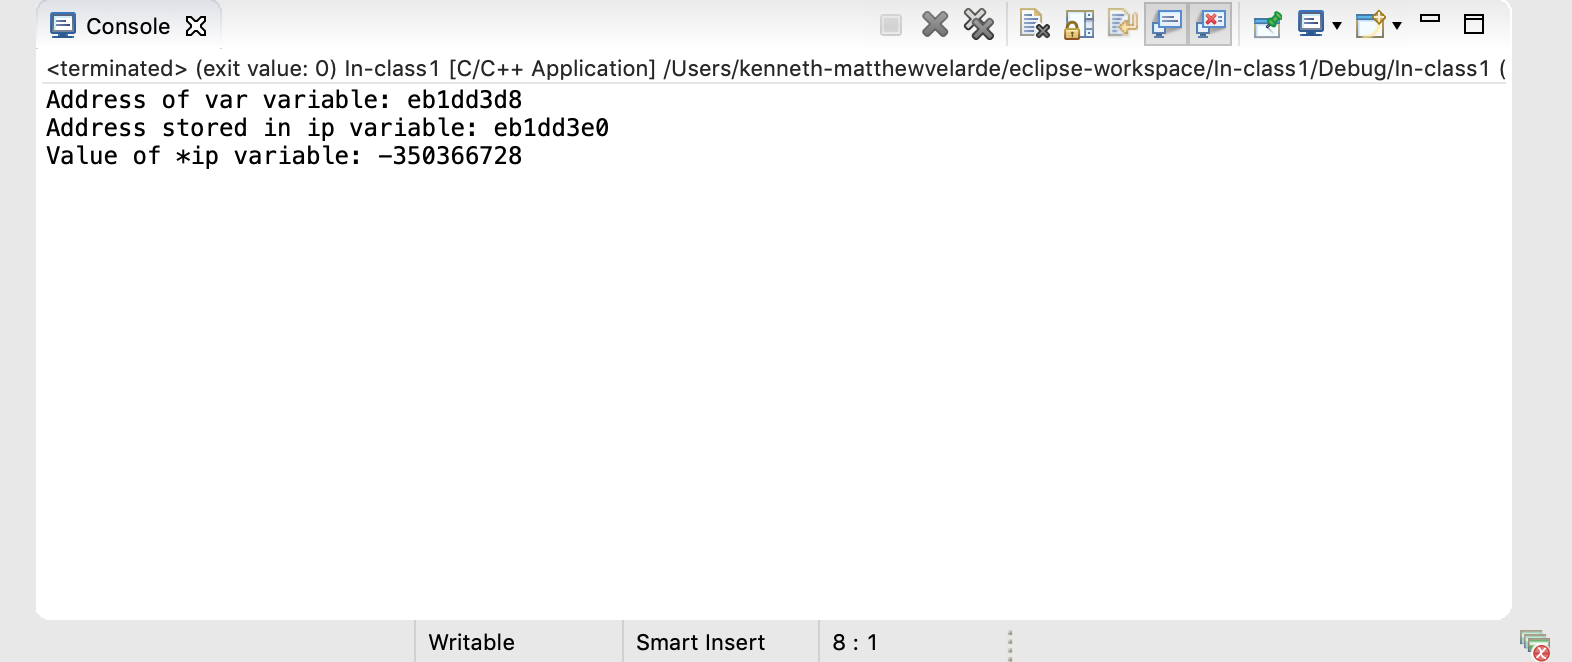 Console
<terminated> (exit value: 0) In-class1 [C/C++ Application] /Users/kenneth-matthewvelarde/eclipse-workspace/In-class1/Debug/In-class1 (
Address of var variable: eb1dd3d8
Address stored in ip variable: eb1dd3e0
Value of *ip variable: -350366728
Writable
Smart Insert
8 : 1